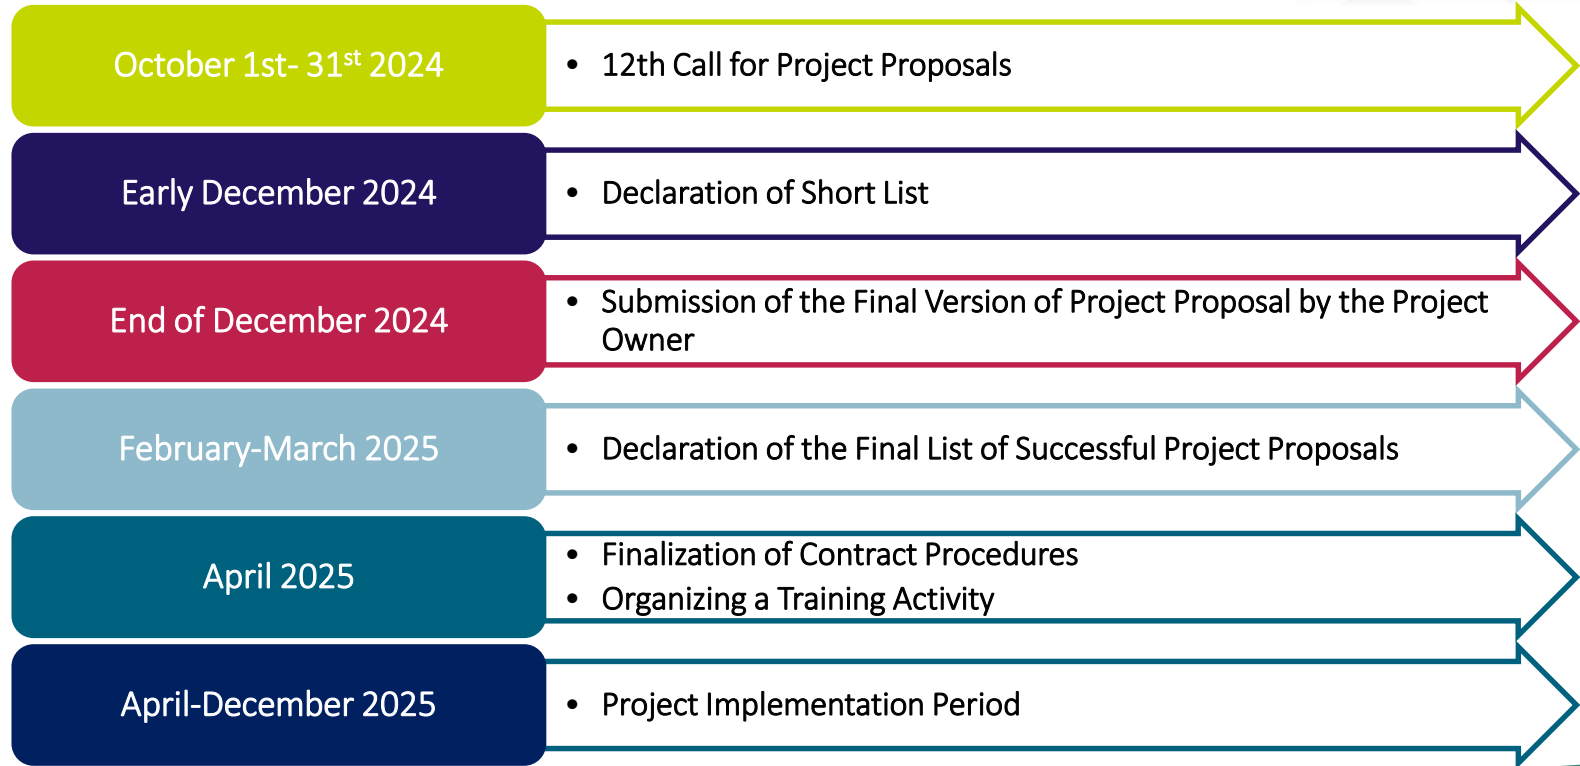 October 1st- 31st 2024
• 12th Call for Project Proposals
Early December 2024
• Declaration of Short List
End of December 2024
• Submission of the Final Version of Project Proposal by the Project
Owner
February-March 2025
• Declaration of the Final List of Successful Project Proposals
April 2025
• Finalization of Contract Procedures
• Organizing a Training Activity
April-December 2025
• Project Implementation Period